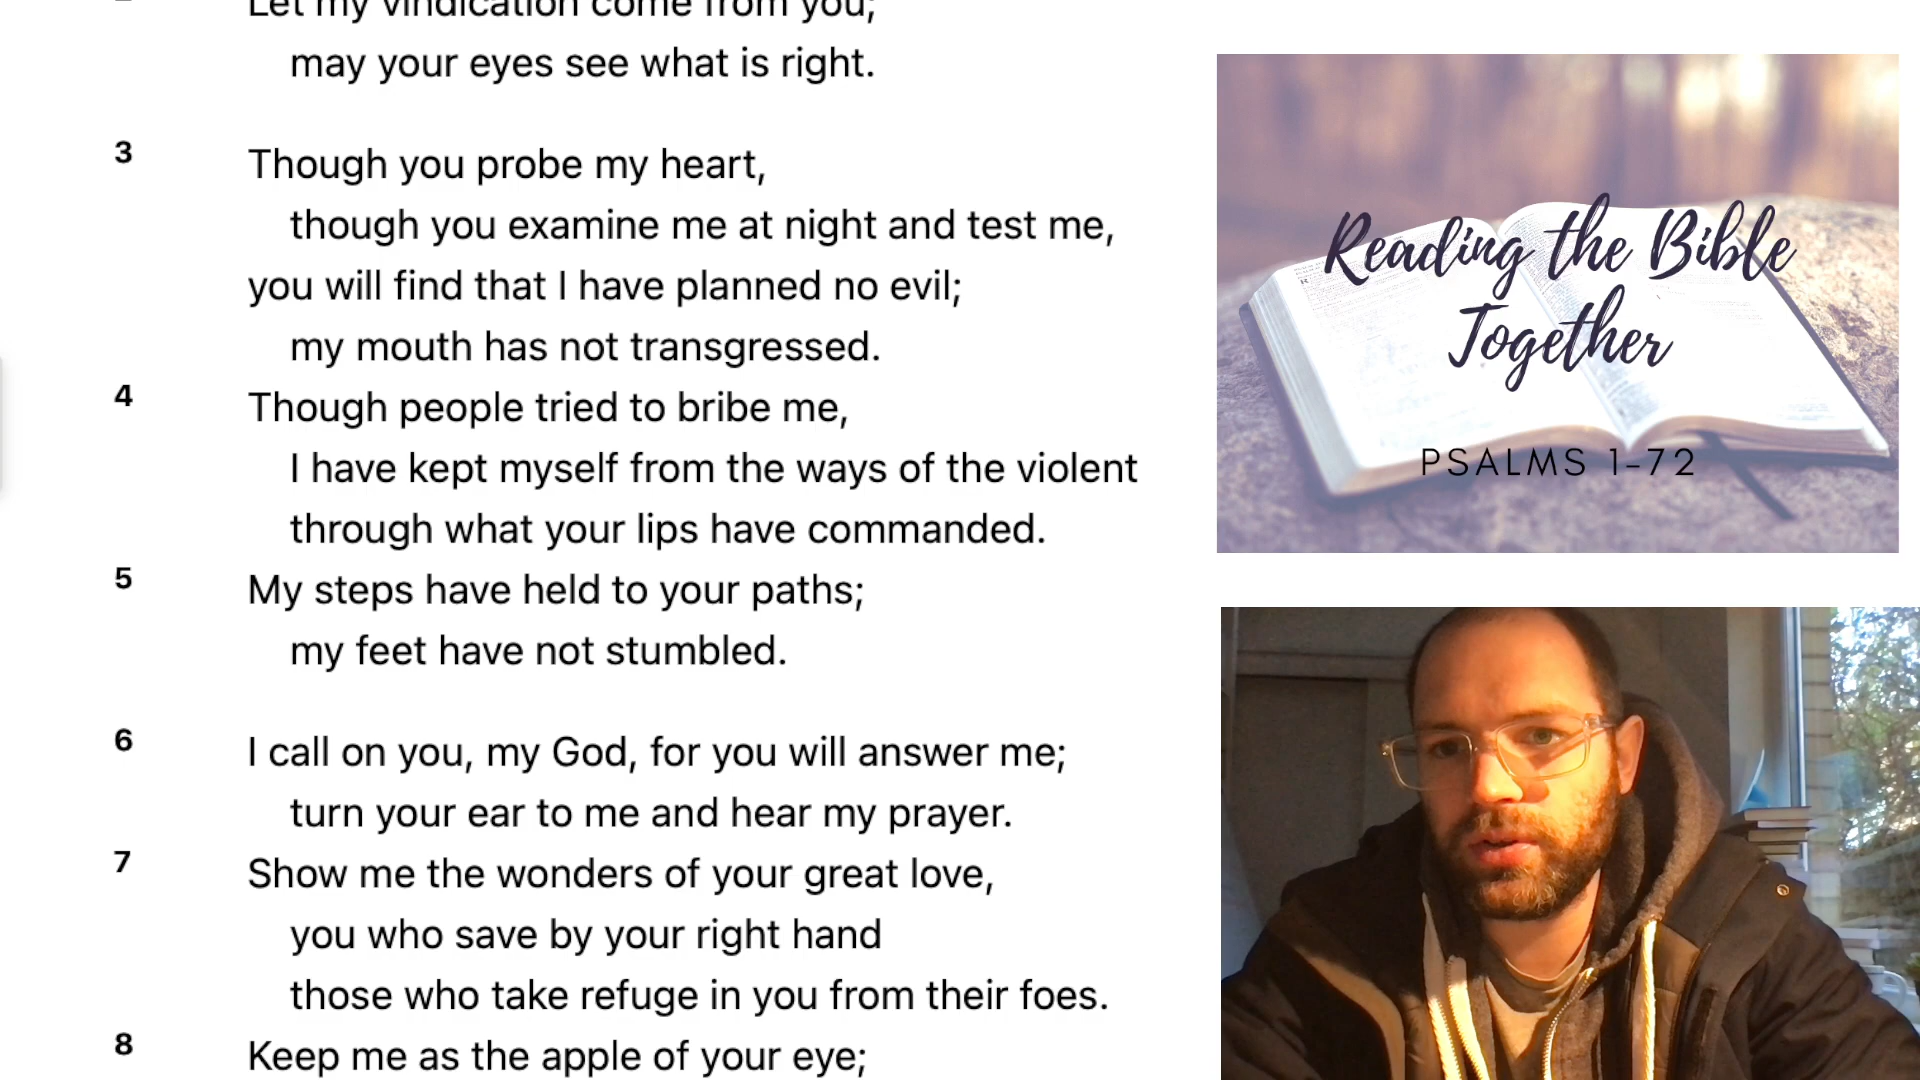 Let my vindication come from you;
may your eyes see what is right.
3 Though you probe my heart,
though you examine me at night and test me,
you will find that I have planned no evil;
my mouth has not transgressed.
4 Though people tried to bribe me,
I have kept myself from the ways of the violent
through what your lips have commanded.
5 My steps have held to your paths;
my feet have not stumbled.
6 I call on you, my God, for you will answer me;
turn your ear to me and hear my prayer.
7 Show me the wonders of your great love,
you who save by your right hand
those who take refuge in you from their foes.
8 Keep me as the apple of your eye;
Reading the Bible
Together
PSALMS 1-72